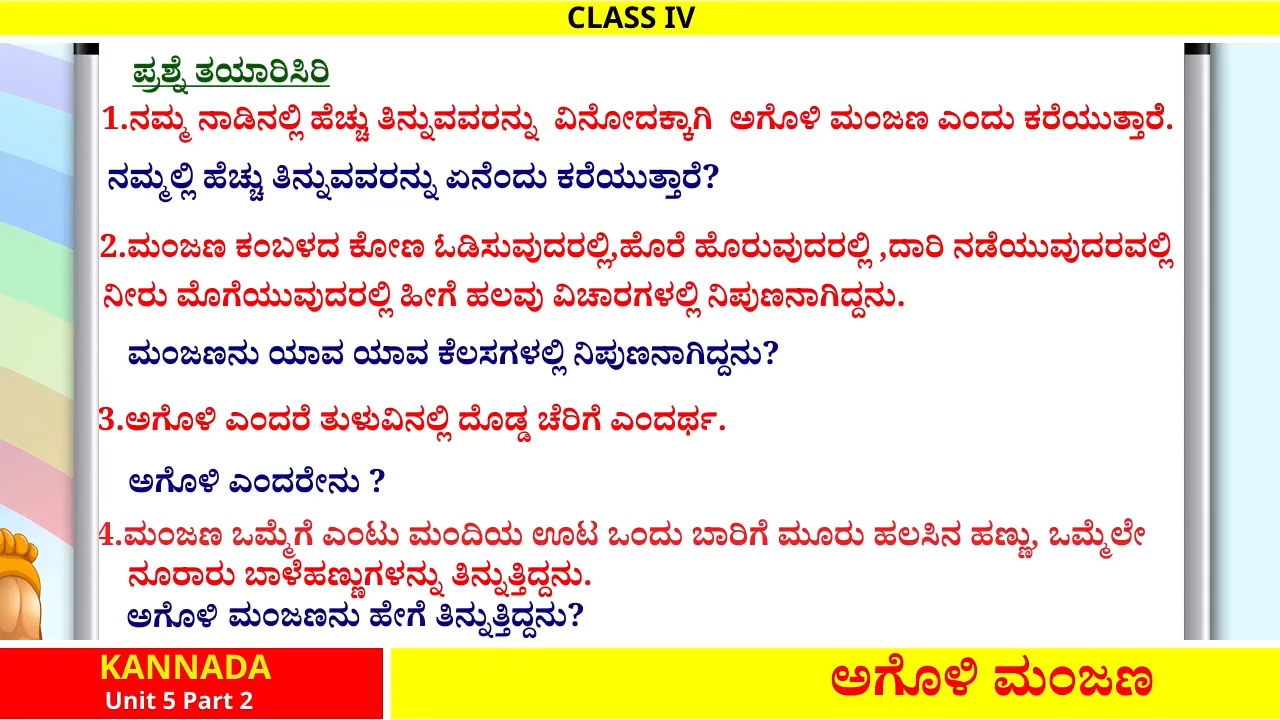 CLASS IV
ಪ್ರಶ್ನೆ ತಯಾರಿಸಿರಿ
1.ನಮ್ಮ ನಾಡಿನಲ್ಲಿ ಹೆಚ್ಚು ತಿನ್ನುವವರನ್ನು ವಿನೋದಕ್ಕಾಗಿ ಅಗೊಳಿ ಮಂಜಣ ಎಂದು ಕರೆಯುತ್ತಾರೆ.
ನಮ್ಮಲ್ಲಿ ಹೆಚ್ಚು ತಿನ್ನುವವರನ್ನು ಏನೆಂದು ಕರೆಯುತ್ತಾರೆ?
2.ಮಂಜಣ ಕಂಬಳದ ಕೋಣ ಓಡಿಸುವುದರಲ್ಲಿ,ಹೊರೆ ಹೊರುವುದರಲ್ಲಿ ,ದಾರಿ ನಡೆಯುವುದರವಲ್ಲಿ
ನೀರು ಮೊಗೆಯುವುದರಲ್ಲಿ ಹೀಗೆ ಹಲವು ವಿಚಾರಗಳಲ್ಲಿ ನಿಪುಣನಾಗಿದ್ದನು.
ಮಂಜಣನು ಯಾವ ಯಾವ ಕೆಲಸಗಳಲ್ಲಿ ನಿಪುಣನಾಗಿದ್ದನು?
3.ಅಗೊಳಿ ಎಂದರೆ ತುಳುವಿನಲ್ಲಿ ದೊಡ್ಡ ಚೆರಿಗೆ ಎಂದರ್ಥ.
ಅಗೊಳಿ ಎಂದರೇನು ?
4.ಮಂಜಣ ಒಮ್ಮೆಗೆ ಎಂಟು ಮಂದಿಯ ಊಟ ಒಂದು ಬಾರಿಗೆ ಮೂರು ಹಲಸಿನ ಹಣ್ಣು, ಒಮ್ಮೆಲೇ
ನೂರಾರು ಬಾಳೆಹಣ್ಣುಗಳನ್ನು ತಿನ್ನುತ್ತಿದ್ದನು.
ಅಗೊಳಿ ಮಂಜಣನು ಹೇಗೆ ತಿನ್ನುತ್ತಿದ್ದನು?
KANNADA
Unit 5 Part 2
ಅಗೊಳಿ ಮಂಜಣ